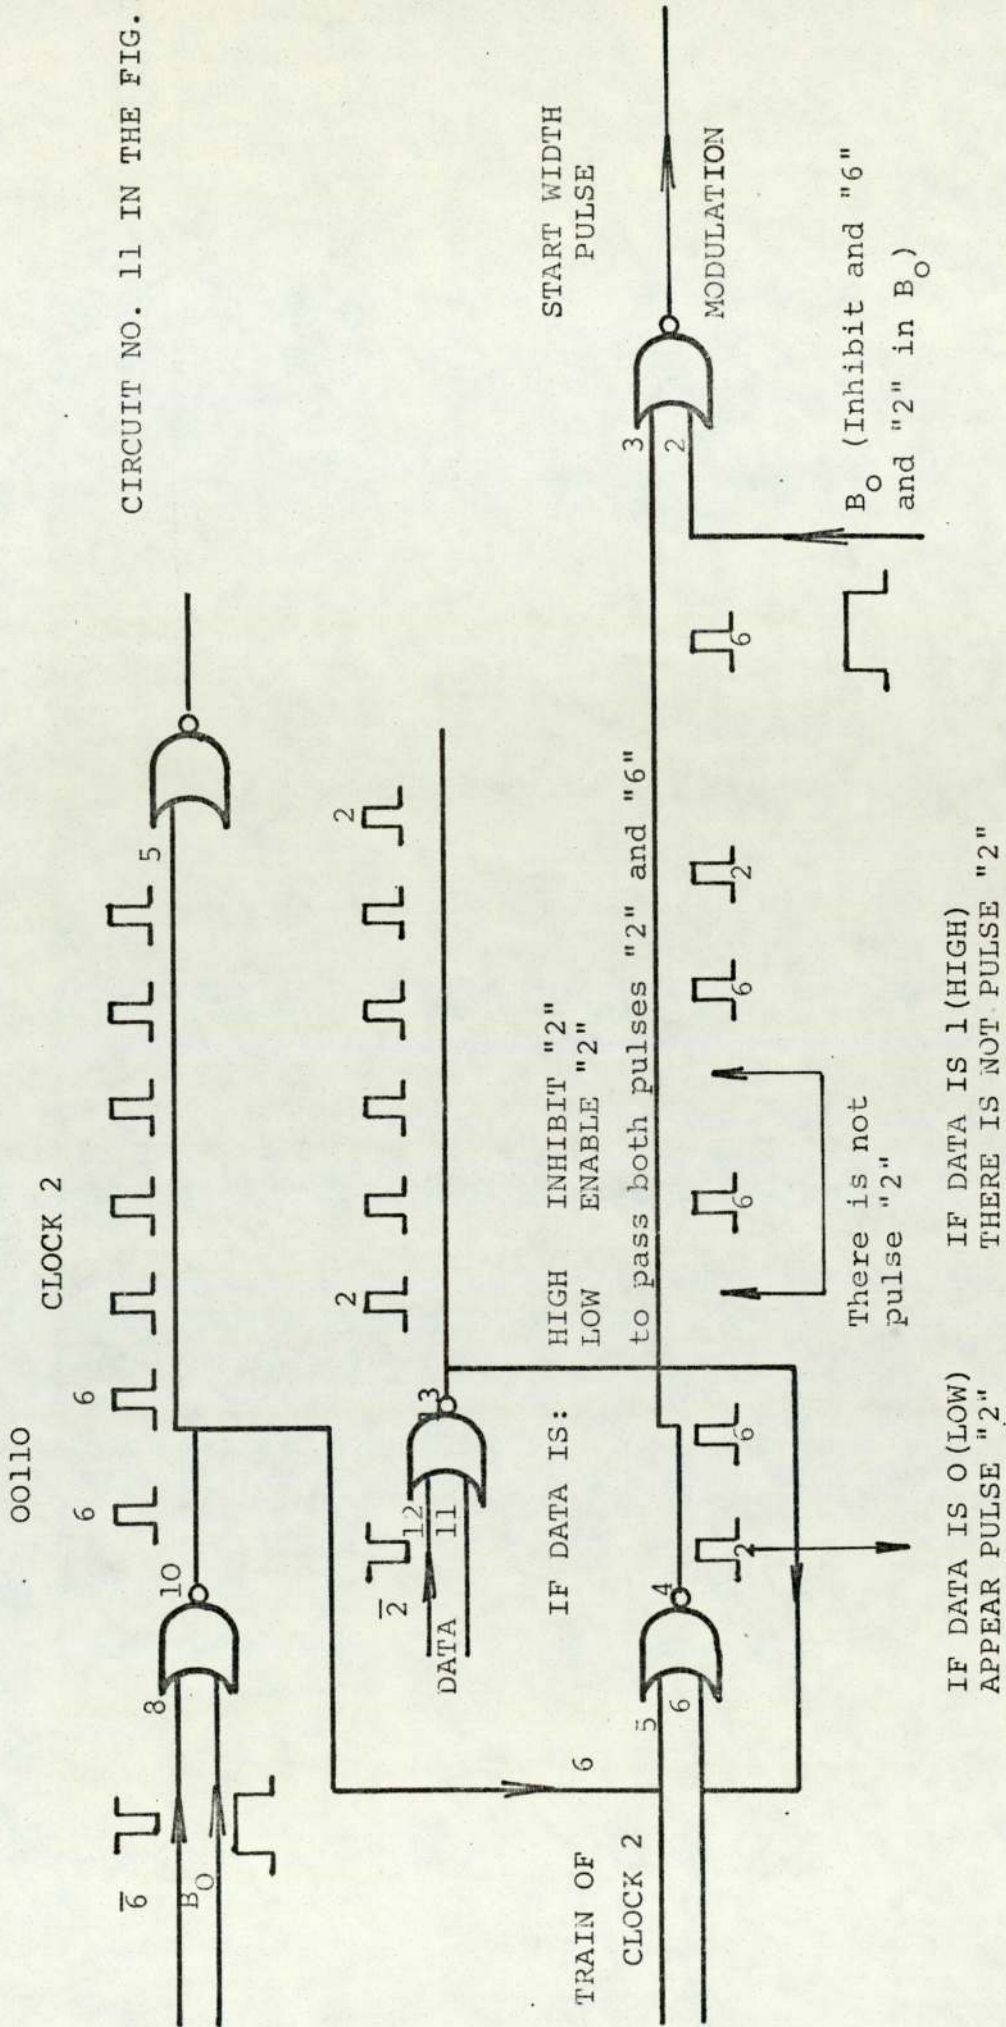 CIRCUIT NO. 11 IN THE FIG.
00110
CLOCK 2
6
6
5
10
8
6
B_O
2
2
2
12
11
13
DATA
IF DATA IS:
HIGH INHIBIT "2"
LOW ENABLE "2"
to pass both pulses "2" and "6"
START WIDTH
PULSE
MODULATION
3
2
TRAIN OF
CLOCK 2
6
5
6
4
2
6
6
6
2
6
There is not
pulse "2"
B_O (Inhibit and "6"
and "2" in B_O)
IF DATA IS O(LOW)
APPEAR PULSE "2"
IF DATA IS 1(HIGH)
THERE IS NOT PULSE "2"